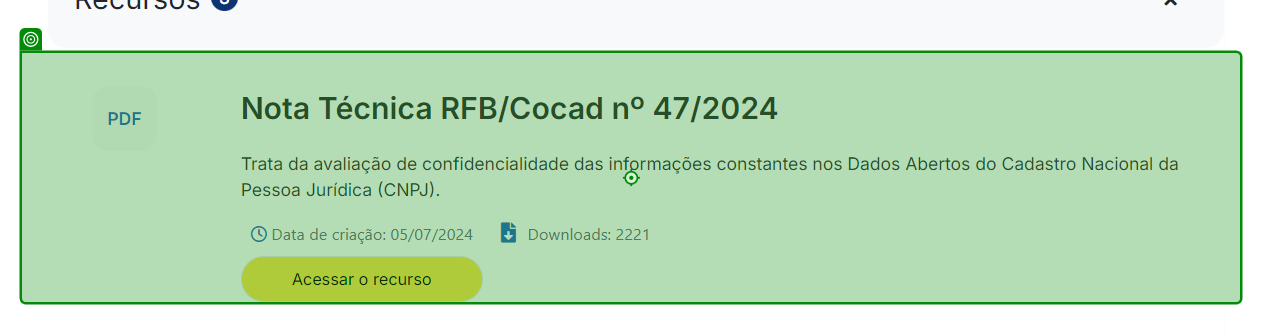 Recursos
PDF
Nota Técnica RFB/Cocad nº 47/2024
Trata da avaliação de confidencialidade das informações constantes nos Dados Abertos do Cadastro Nacional da
Pessoa Jurídica (CNPJ).
Data de criação: 05/07/2024 Downloads: 2221
Acessar o recurso